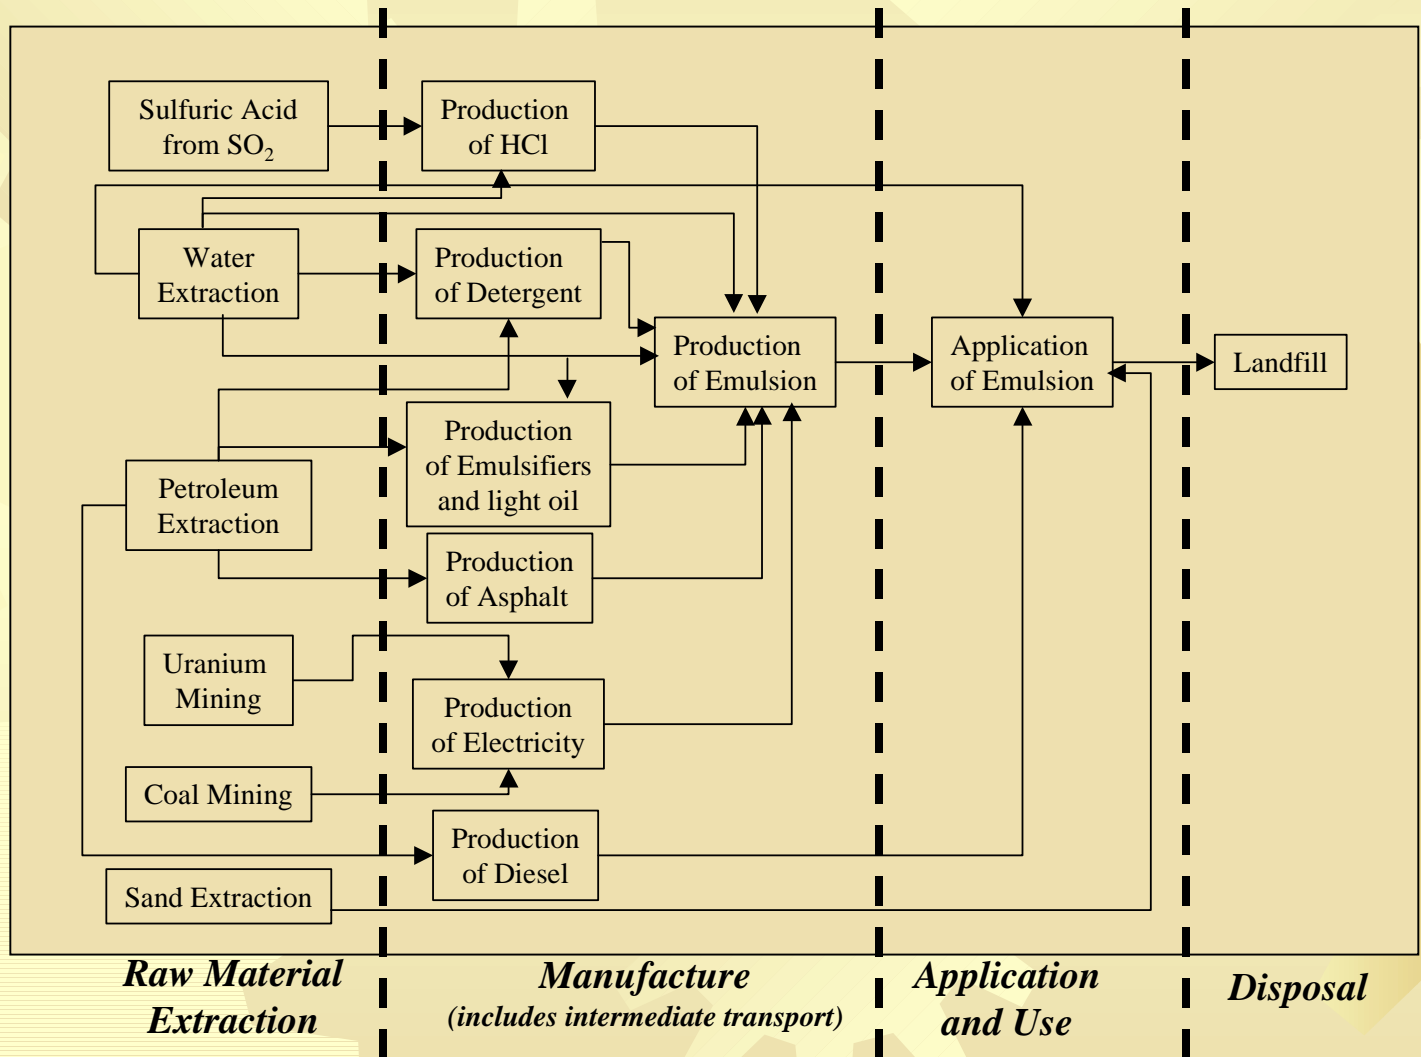 Sulfuric Acid
from SO₂
Production
of HCl
Water
Extraction
Production
of Detergent
Production
of Emulsion
Application
of Emulsion
Landfill
Production
of Emulsifiers
and light oil
Petroleum
Extraction
Production
of Asphalt
Uranium
Mining
Production
of Electricity
Coal Mining
Production
of Diesel
Sand Extraction
Raw Material
Extraction
Manufacture
(includes intermediate transport)
Application
and Use
Disposal